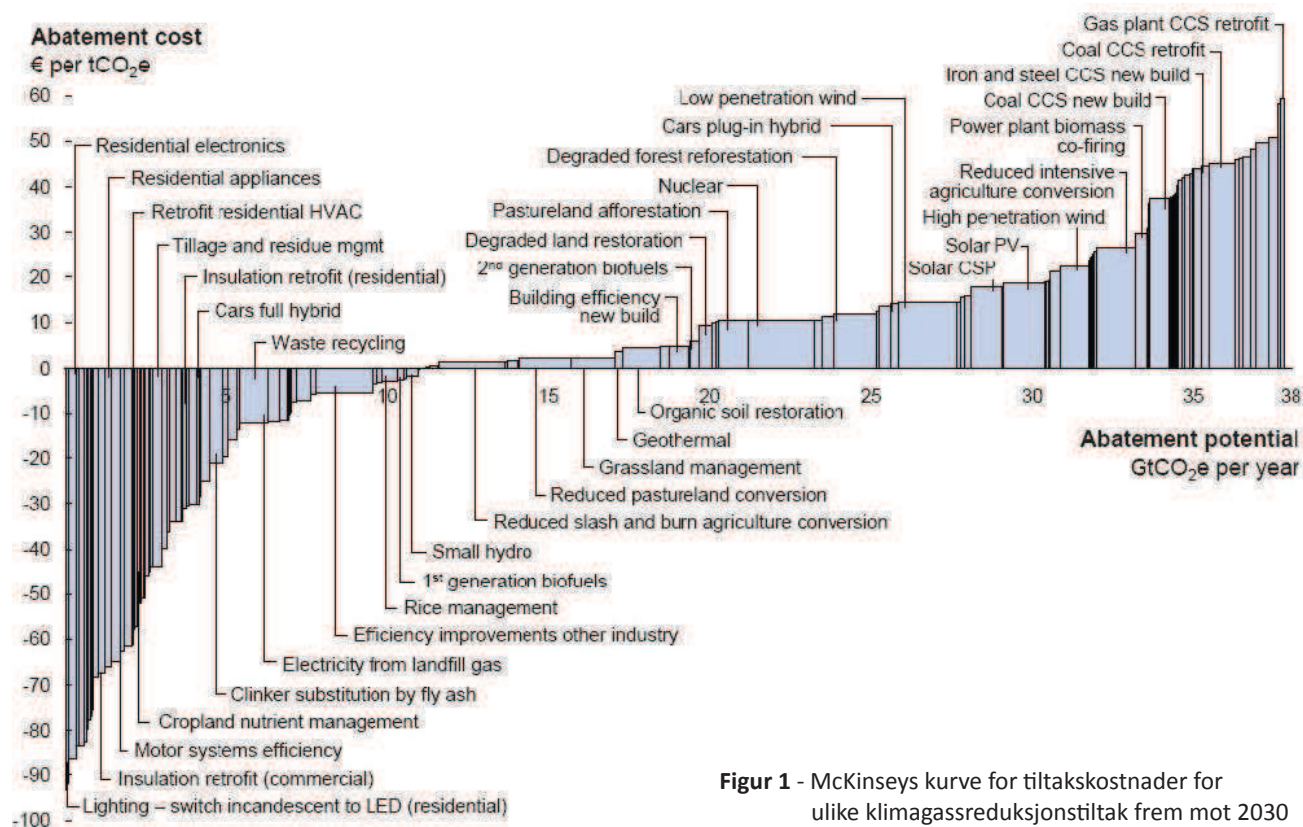 Abatement cost
€ per tCO₂e
Gas plant CCS retrofit
Coal CCS retrofit
Iron and steel CCS new build
Coal CCS new build
Power plant biomass
co-firing
Reduced intensive
agriculture conversion
High penetration wind
Solar PV
Solar CSP
Low penetration wind
Cars plug-in hybrid
Degraded forest reforestation
Nuclear
Pastureland afforestation
Degraded land restoration
2nd generation biofuels
Building efficiency
new build
60
50
40
30
20
10
0
-10
-20
-30
-40
-50
-60
-70
-80
-90
-100
Residential electronics
Residential appliances
Retrofit residential HVAC
Tillage and residue mgmt
Insulation retrofit (residential)
Cars full hybrid
Waste recycling
5
10
15
20
25
30
35
38
Abatement potential
GtCO₂e per year
Organic soil restoration
Geothermal
Grassland management
Reduced pastureland conversion
Reduced slash and burn agriculture conversion
Small hydro
1st generation biofuels
Rice management
Efficiency improvements other industry
Electricity from landfill gas
Clinker substitution by fly ash
Cropland nutrient management
Motor systems efficiency
Insulation retrofit (commercial)
Lighting – switch incandescent to LED (residential)
Figur 1 - McKinseys kurve for tiltakskostnader for
ulike klimagassreduksjonstiltak frem mot 2030